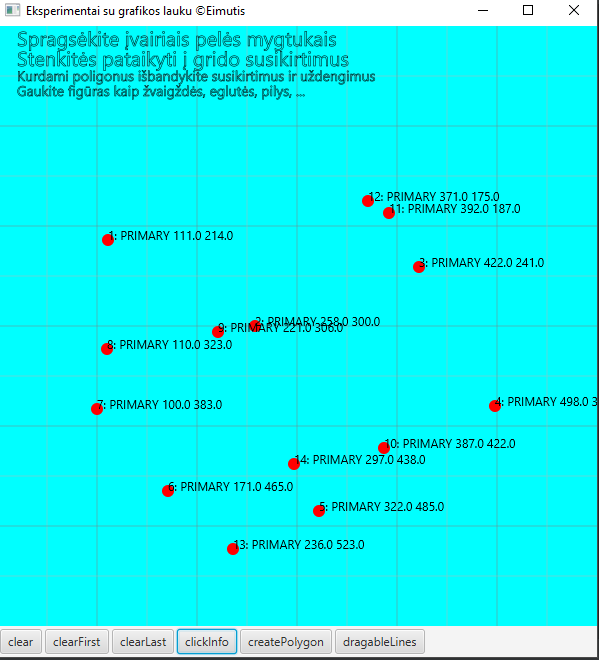 Eksperimentai su grafikos lauku ©Eimutis
Spragsėkite įvairiais pelės mygtukais
Stenkitės pataikyti į grido susikirtimus
Kurdami poligonus išbandykite susikirtimus ir uždengimus
Gaukite figūras kaip žvaigždės, eglutės, pilys, ...
12: PRIMARY 371.0 175.0
11: PRIMARY 392.0 187.0
1: PRIMARY 111.0 214.0
3: PRIMARY 422.0 241.0
2: PRIMARY 258.0 300.0
9: PRIMARY 221.0 306.0
8: PRIMARY 110.0 323.0
7: PRIMARY 100.0 383.0
4: PRIMARY 498.0 3
10: PRIMARY 387.0 422.0
14: PRIMARY 297.0 438.0
6: PRIMARY 171.0 465.0
5: PRIMARY 322.0 485.0
13: PRIMARY 236.0 523.0
clear clearFirst clearLast clickInfo createPolygon dragableLines